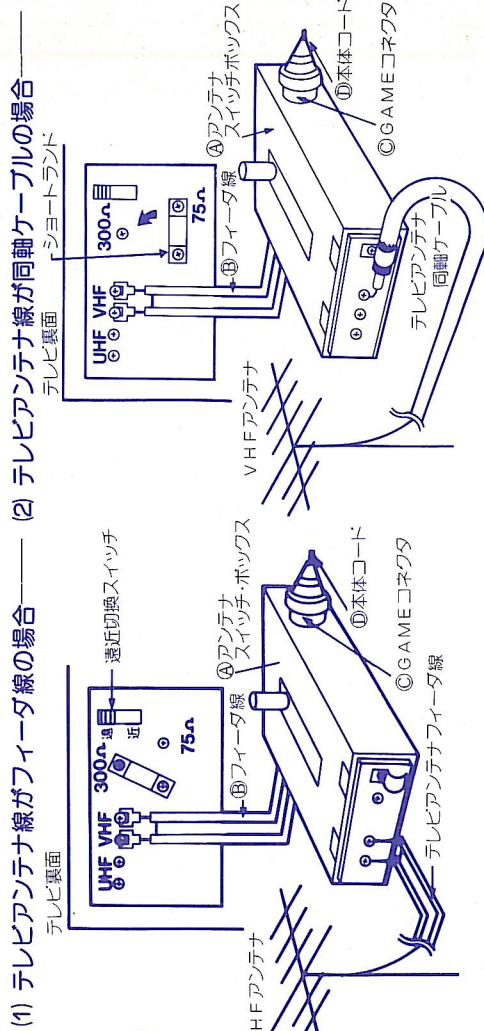 (1) テレビアンテナ線がフィーダ線の場合
テレビ裏面
遠近切換スイッチ
UHF VHF
300Ω
遠
近
75Ω
Ⓑフィータ線
Ⓐアンテナ
スイッチ・ボックス
HFアンテナ
Ⓓ本体コード
ⒸGAMEコネクタ
テレビアンテナフィーダ線
(2) テレビアンテナ線が同軸ケーブルの場合
テレビ裏面
ショートランド
UHF VHF
300Ω
75Ω
Ⓑフィータ線
Ⓐアンテナ
スイッチボックス
VHFアンテナ
Ⓓ本体コード
ⒸGAMEコネクタ
テレビアンテナ
同軸ケーブル